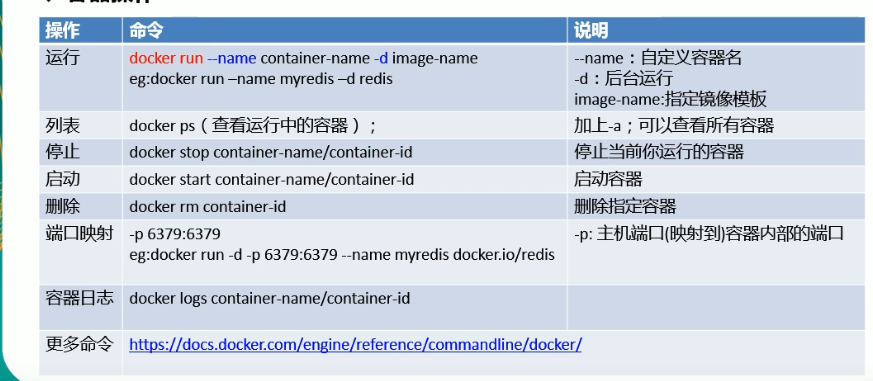 操作 命令 说明
运行 docker run --name container-name -d image-name --name：自定义容器名
eg:docker run –name myredis –d redis -d：后台运行
image-name:指定镜像模板
列表 docker ps（查看运行中的容器）； 加上-a；可以查看所有容器
停止 docker stop container-name/container-id 停止当前你运行的容器
启动 docker start container-name/container-id 启动容器
删除 docker rm container-id 删除指定容器
端口映射 -p 6379:6379 -p: 主机端口(映射到)容器内部的端口
eg:docker run -d -p 6379:6379 --name myredis docker.io/redis
容器日志 docker logs container-name/container-id
更多命令 https://docs.docker.com/engine/reference/commandline/docker/